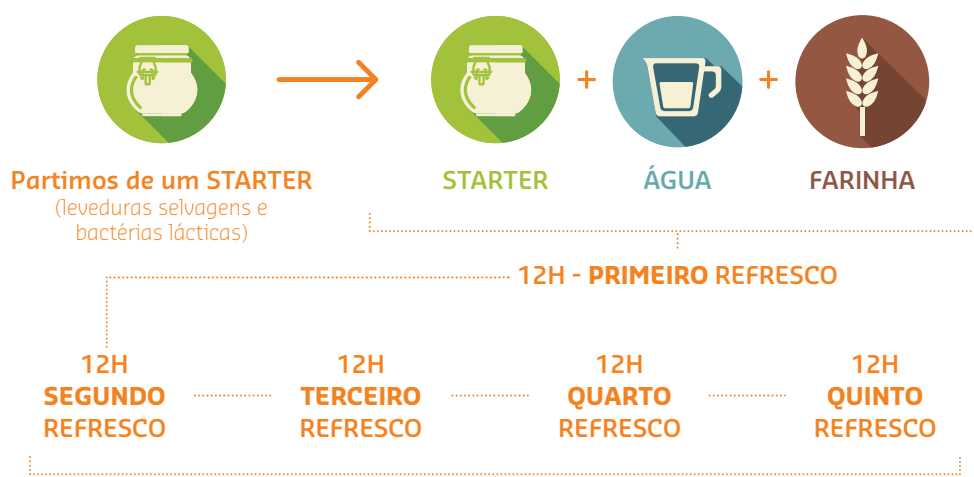 Partimos de um STARTER
(leveduras selvagens e
bactérias lácticas)
STARTER
+
ÁGUA
+
FARINHA
12H - PRIMEIRO REFRESCO
12H
SEGUNDO
REFRESCO
12H
TERCEIRO
REFRESCO
12H
QUARTO
REFRESCO
12H
QUINTO
REFRESCO